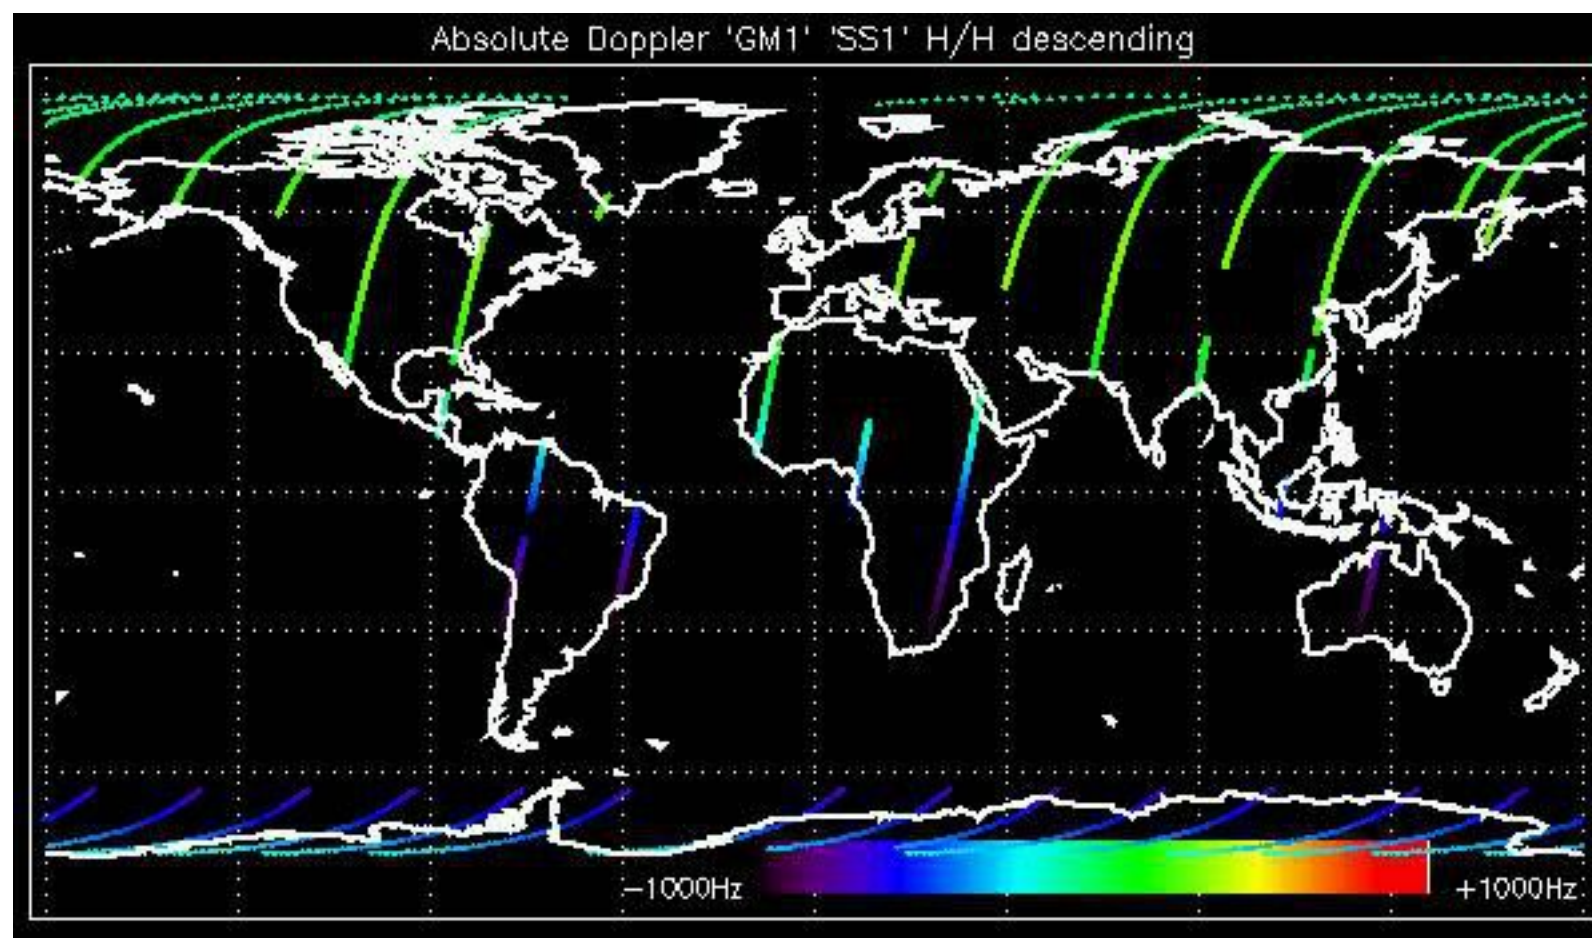 Absolute Doppler 'GM1' 'SS1' H/H descending
-1000Hz
+1000Hz